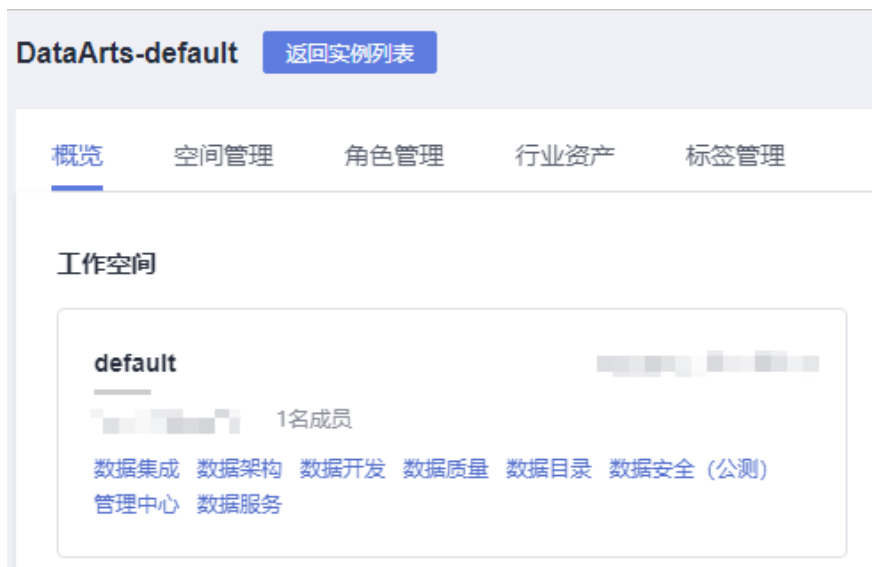 DataArts-default 返回实例列表
概览 空间管理 角色管理 行业资产 标签管理
工作空间
default
1名成员
数据集成 数据架构 数据开发 数据质量 数据目录 数据安全（公测）
管理中心 数据服务